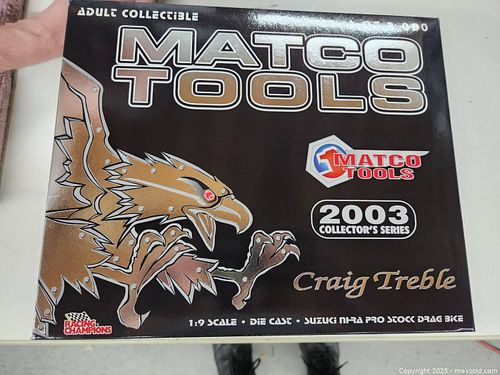 ADULT COLLECTIBLE
MATCO
TOOLS
MATCO
TOOLS
2003
COLLECTOR'S SERIES
Craig Treble
RACING
CHAMPIONS
1:9 SCALE • DIE CAST • SUZUKI NHRA PRO STOCK DRAG BIKE
Copyright 2025 - maxsold.com